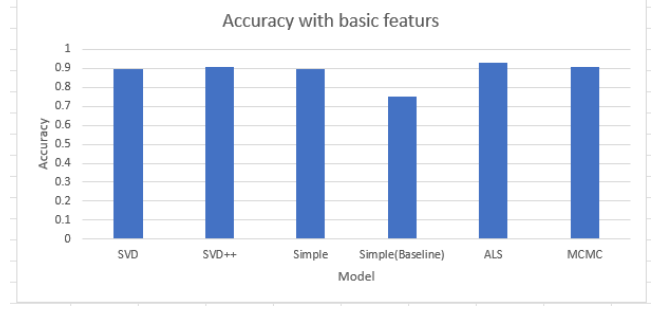 Accuracy with basic featurs
1
0.9
0.8
0.7
0.6
0.5
0.4
0.3
0.2
0.1
0
Accuracy
SVD SVD++ Simple Simple(Baseline) ALS MCMC
Model